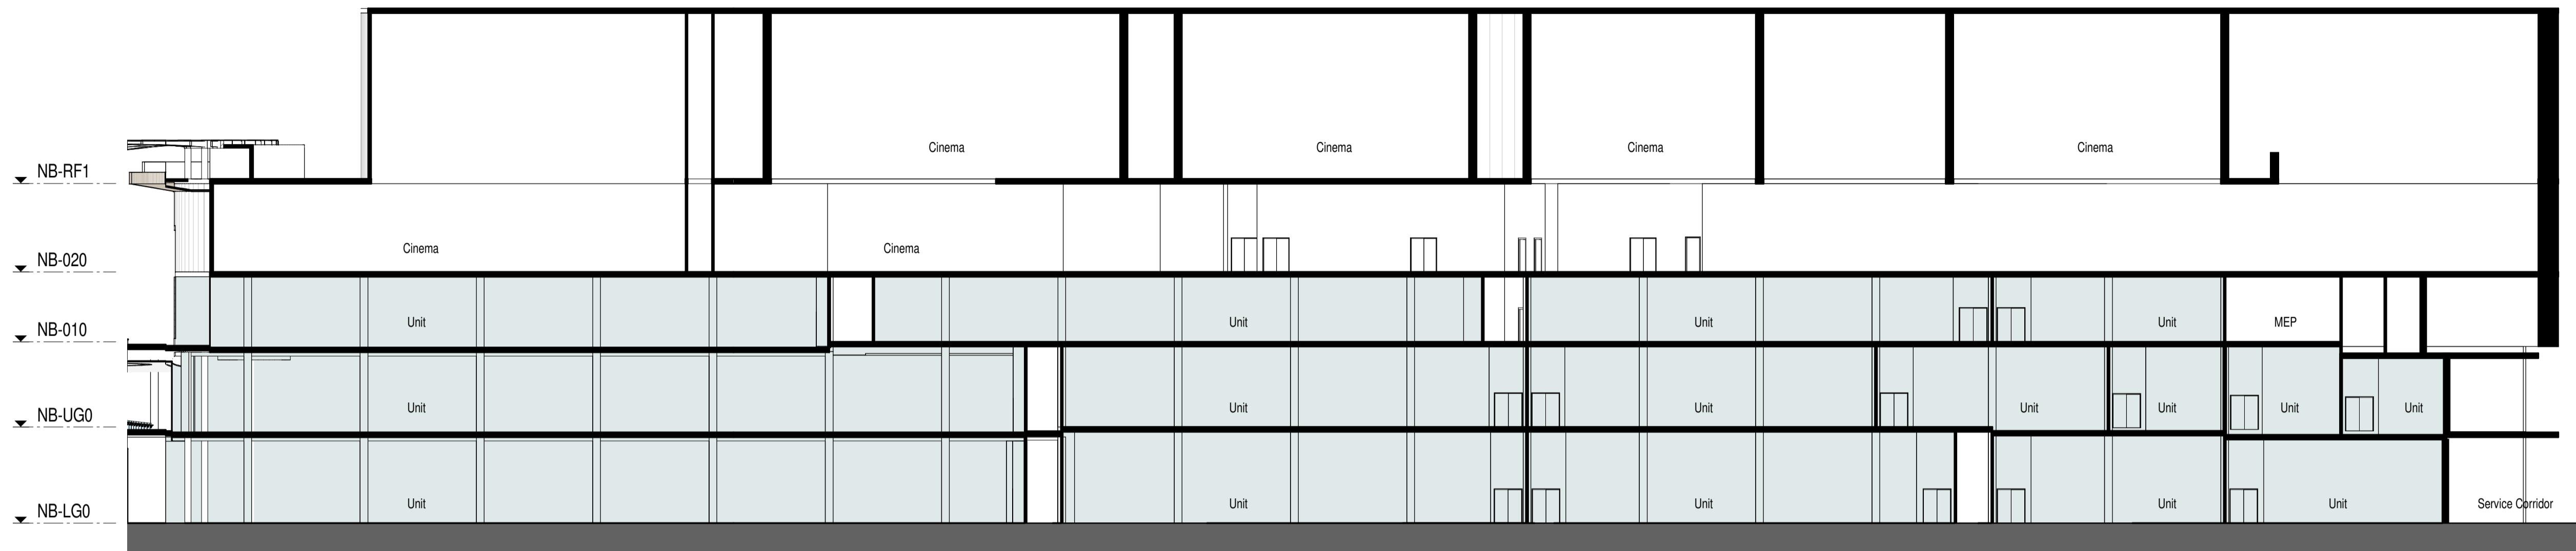 Cinema Cinema Cinema Cinema
NB-RF1
Cinema Cinema
NB-020
Unit Unit Unit Unit MEP
NB-010
Unit Unit Unit Unit Unit Unit Unit
NB-UG0
Unit Unit Unit Unit Unit Service Corridor
NB-LG0